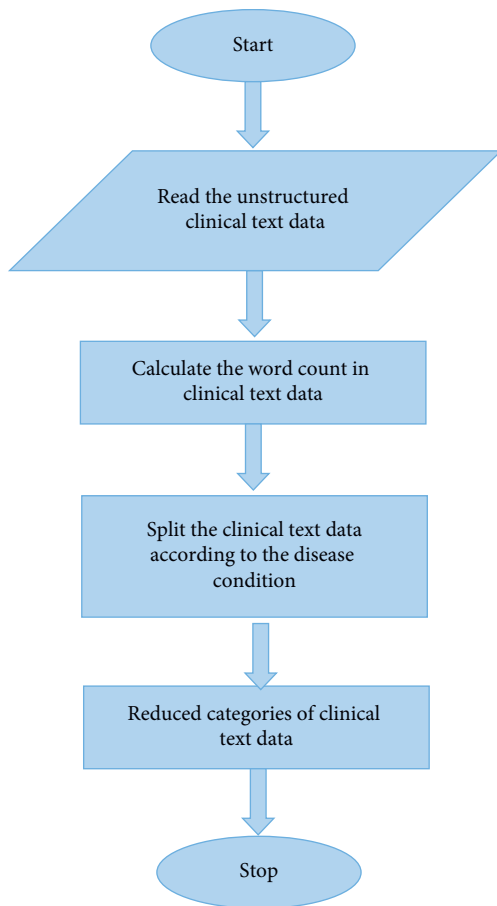 Start
Read the unstructured
clinical text data
Calculate the word count in
clinical text data
Split the clinical text data
according to the disease
condition
Reduced categories of clinical
text data
Stop